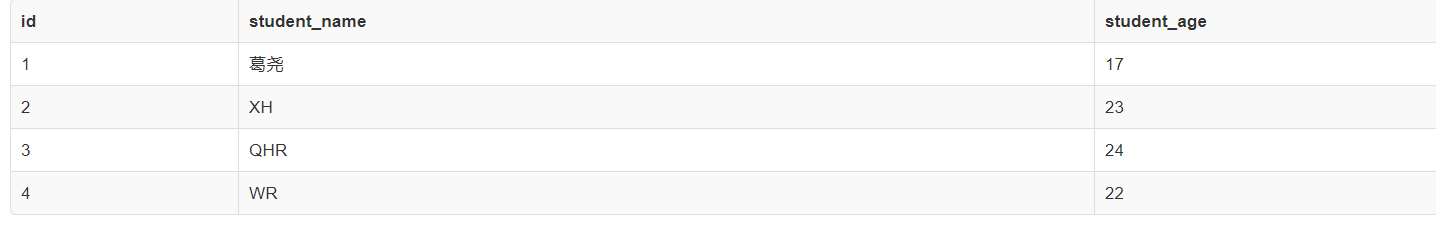 id student_name student_age
1 葛尧 17
2 XH 23
3 QHR 24
4 WR 22